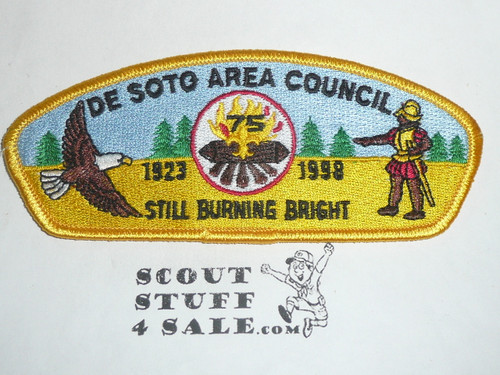 DE SOTO AREA COUNCIL
75
1923 1998
STILL BURNING BRIGHT
SCOUT
STUFF
4 SALE.COM